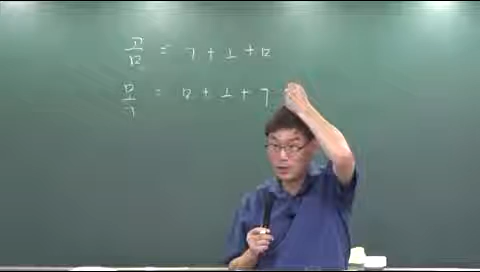 곰 = ㄱ + ㅗ + ㅁ
목 = ㅁ + ㅗ + ㄱ